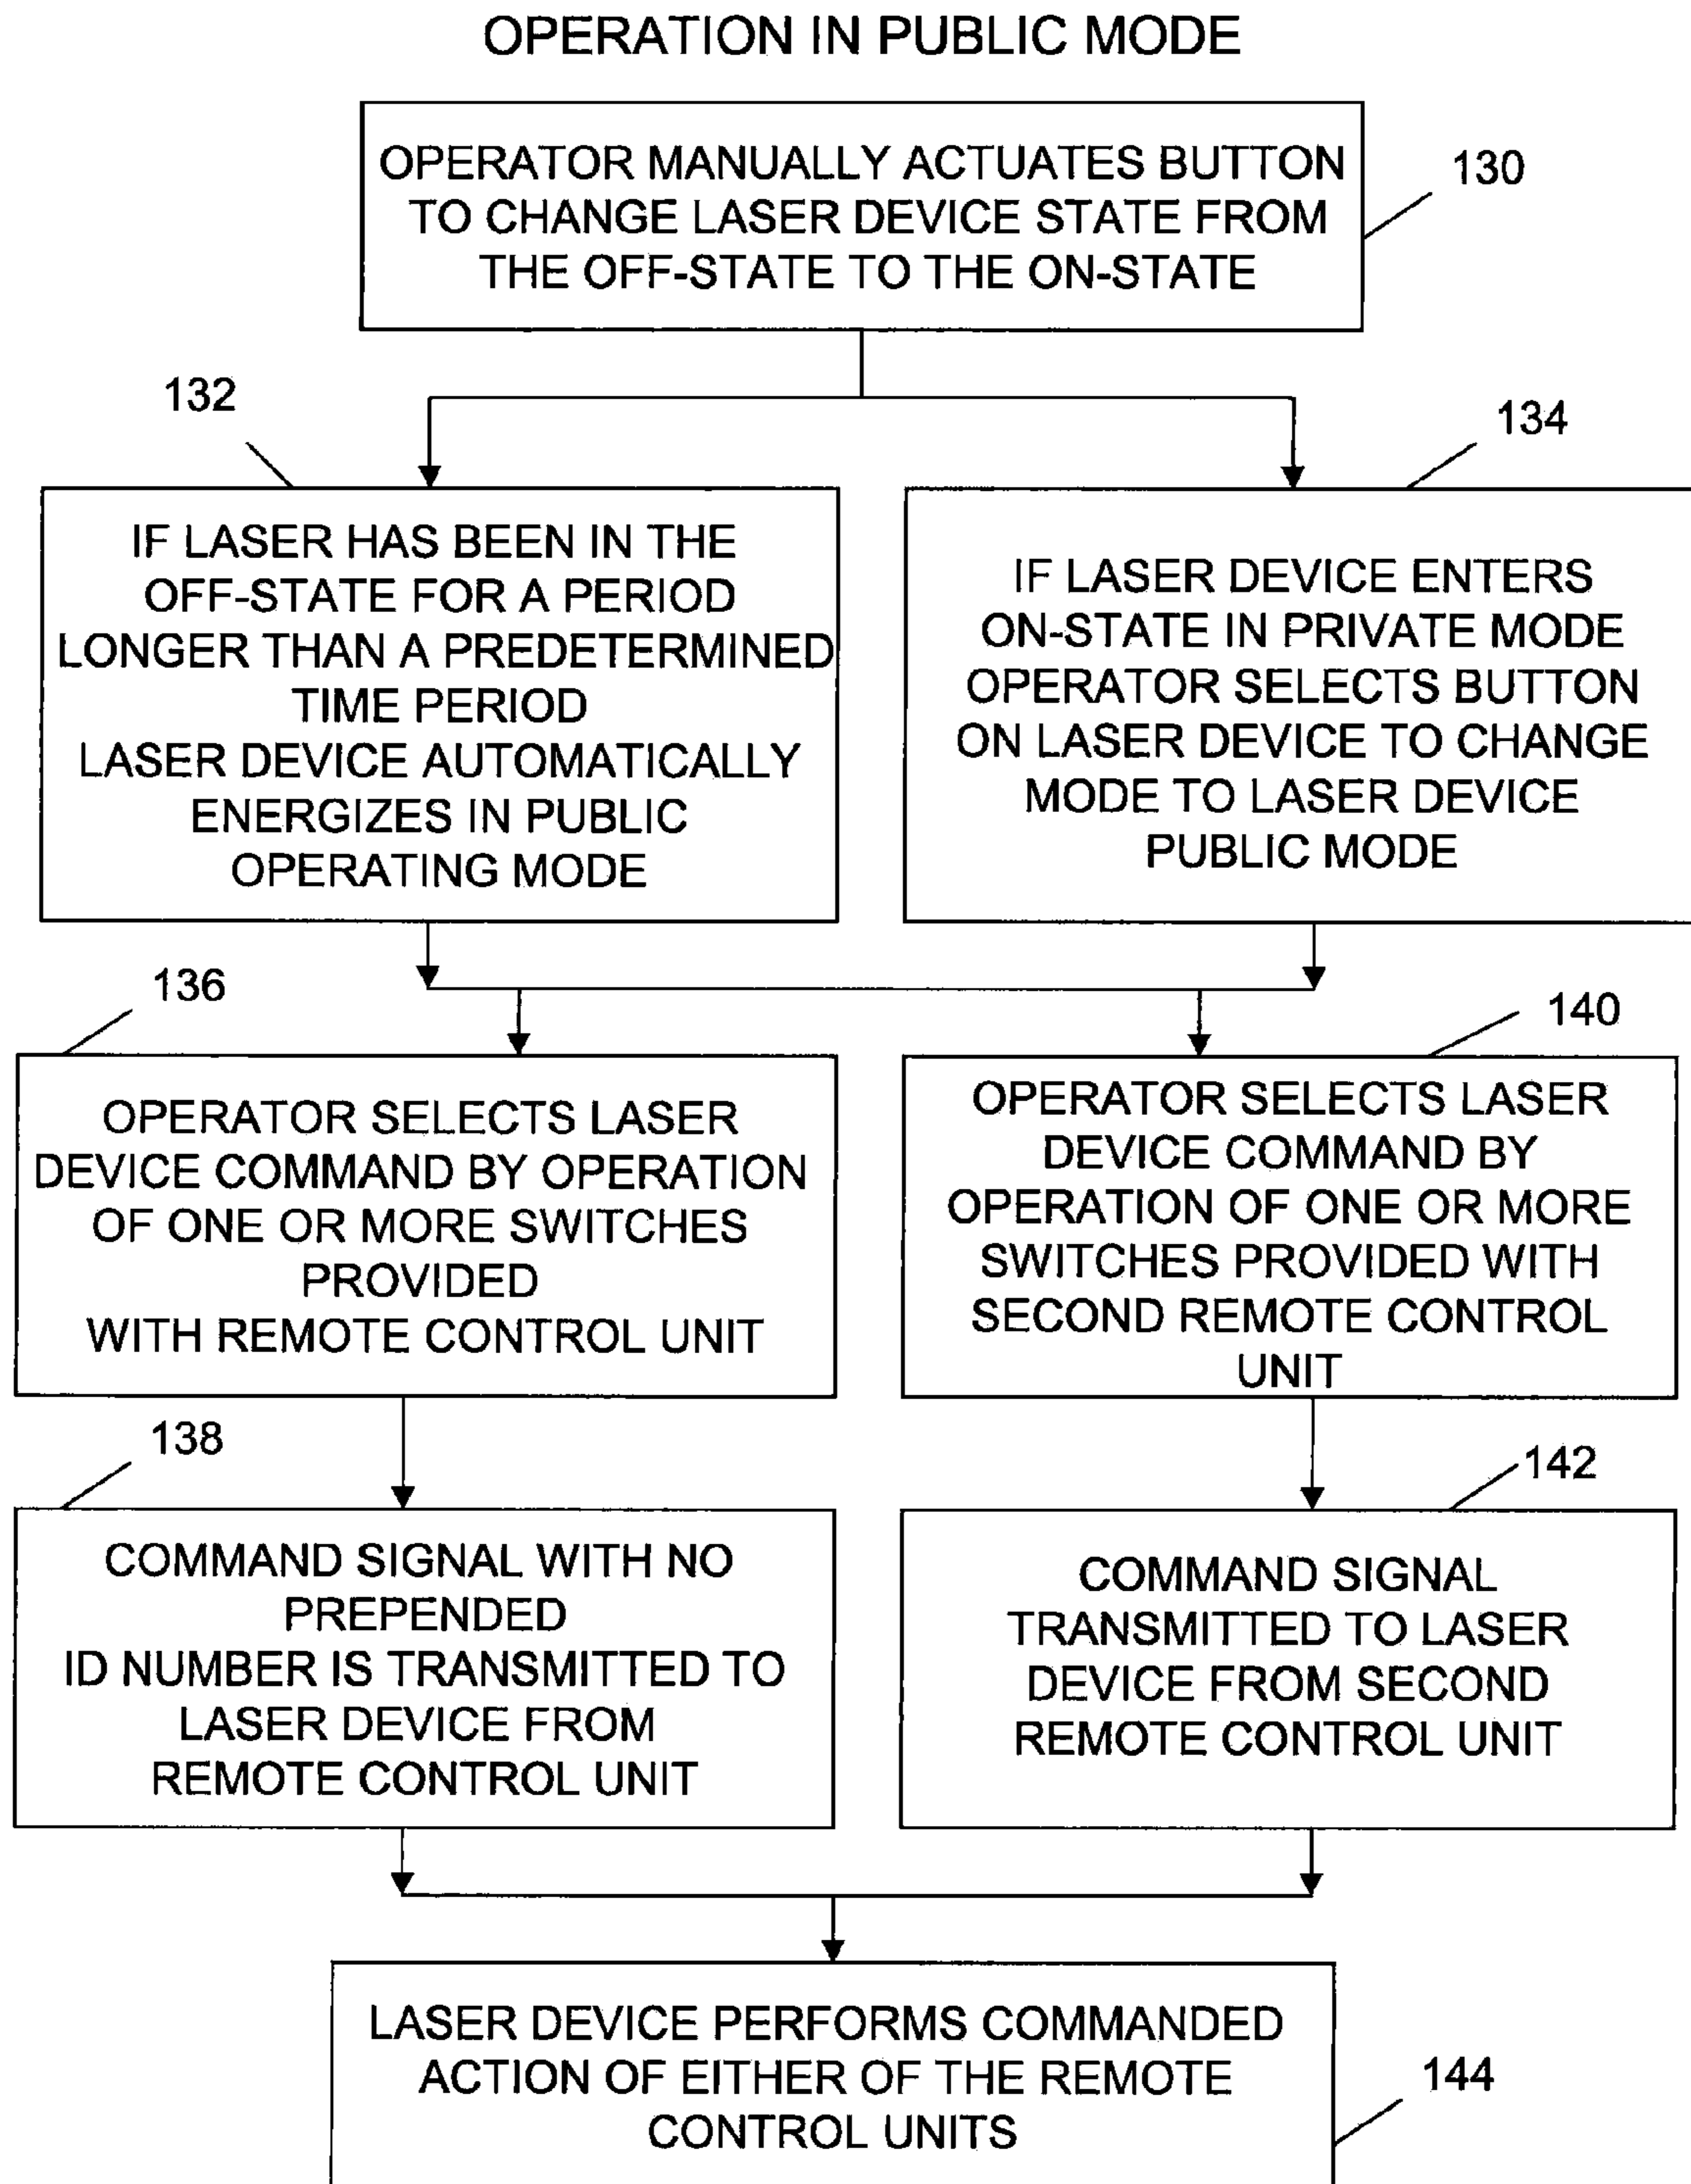 OPERATION IN PUBLIC MODE
OPERATOR MANUALLY ACTUATES BUTTON
TO CHANGE LASER DEVICE STATE FROM
THE OFF-STATE TO THE ON-STATE
130
132
134
IF LASER HAS BEEN IN THE
OFF-STATE FOR A PERIOD
LONGER THAN A PREDETERMINED
TIME PERIOD
LASER DEVICE AUTOMATICALLY
ENERGIZES IN PUBLIC
OPERATING MODE
IF LASER DEVICE ENTERS
ON-STATE IN PRIVATE MODE
OPERATOR SELECTS BUTTON
ON LASER DEVICE TO CHANGE
MODE TO LASER DEVICE
PUBLIC MODE
136
140
OPERATOR SELECTS LASER
DEVICE COMMAND BY OPERATION
OF ONE OR MORE SWITCHES
PROVIDED
WITH REMOTE CONTROL UNIT
OPERATOR SELECTS LASER
DEVICE COMMAND BY
OPERATION OF ONE OR MORE
SWITCHES PROVIDED WITH
SECOND REMOTE CONTROL
UNIT
138
142
COMMAND SIGNAL WITH NO
PREPENDED
ID NUMBER IS TRANSMITTED TO
LASER DEVICE FROM
REMOTE CONTROL UNIT
COMMAND SIGNAL
TRANSMITTED TO LASER
DEVICE FROM SECOND
REMOTE CONTROL UNIT
LASER DEVICE PERFORMS COMMANDED
ACTION OF EITHER OF THE REMOTE
CONTROL UNITS
144